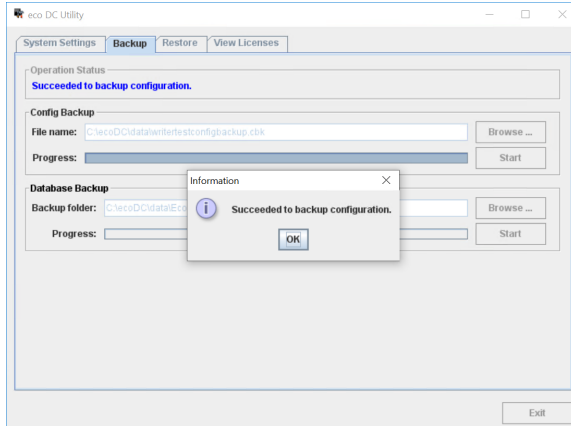 eco DC Utility
System Settings Backup Restore View Licenses
Operation Status
Succeeded to backup configuration.
Config Backup
File name: C:\ecoDC\data\writertestconfigbackup.cbk Browse ...
Progress: Start
Information
Database Backup
Backup folder: C:\ecoDC\data\Eco Succeeded to backup configuration. Browse ...
Progress: OK Start
Exit